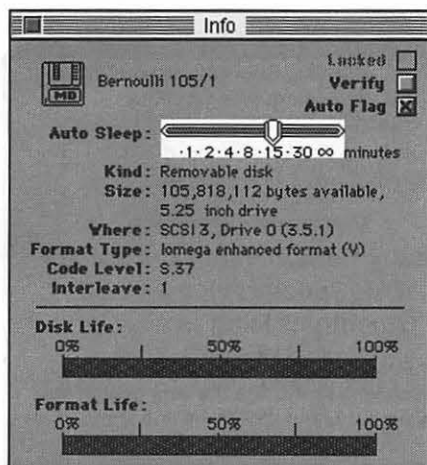 Info
Locked
Bernoulli 105/1
Verify
Auto Flag
MD
Auto Sleep:
·1·2·4·8·15·30 ∞ minutes
Kind: Removable disk
Size: 105,818,112 bytes available,
5.25 inch drive
Where: SCSI 3, Drive 0 (3.5.1)
Format Type: Iomega enhanced format (V)
Code Level: S.37
Interleave: 1
Disk Life:
0% 50% 100%
Format Life:
0% 50% 100%